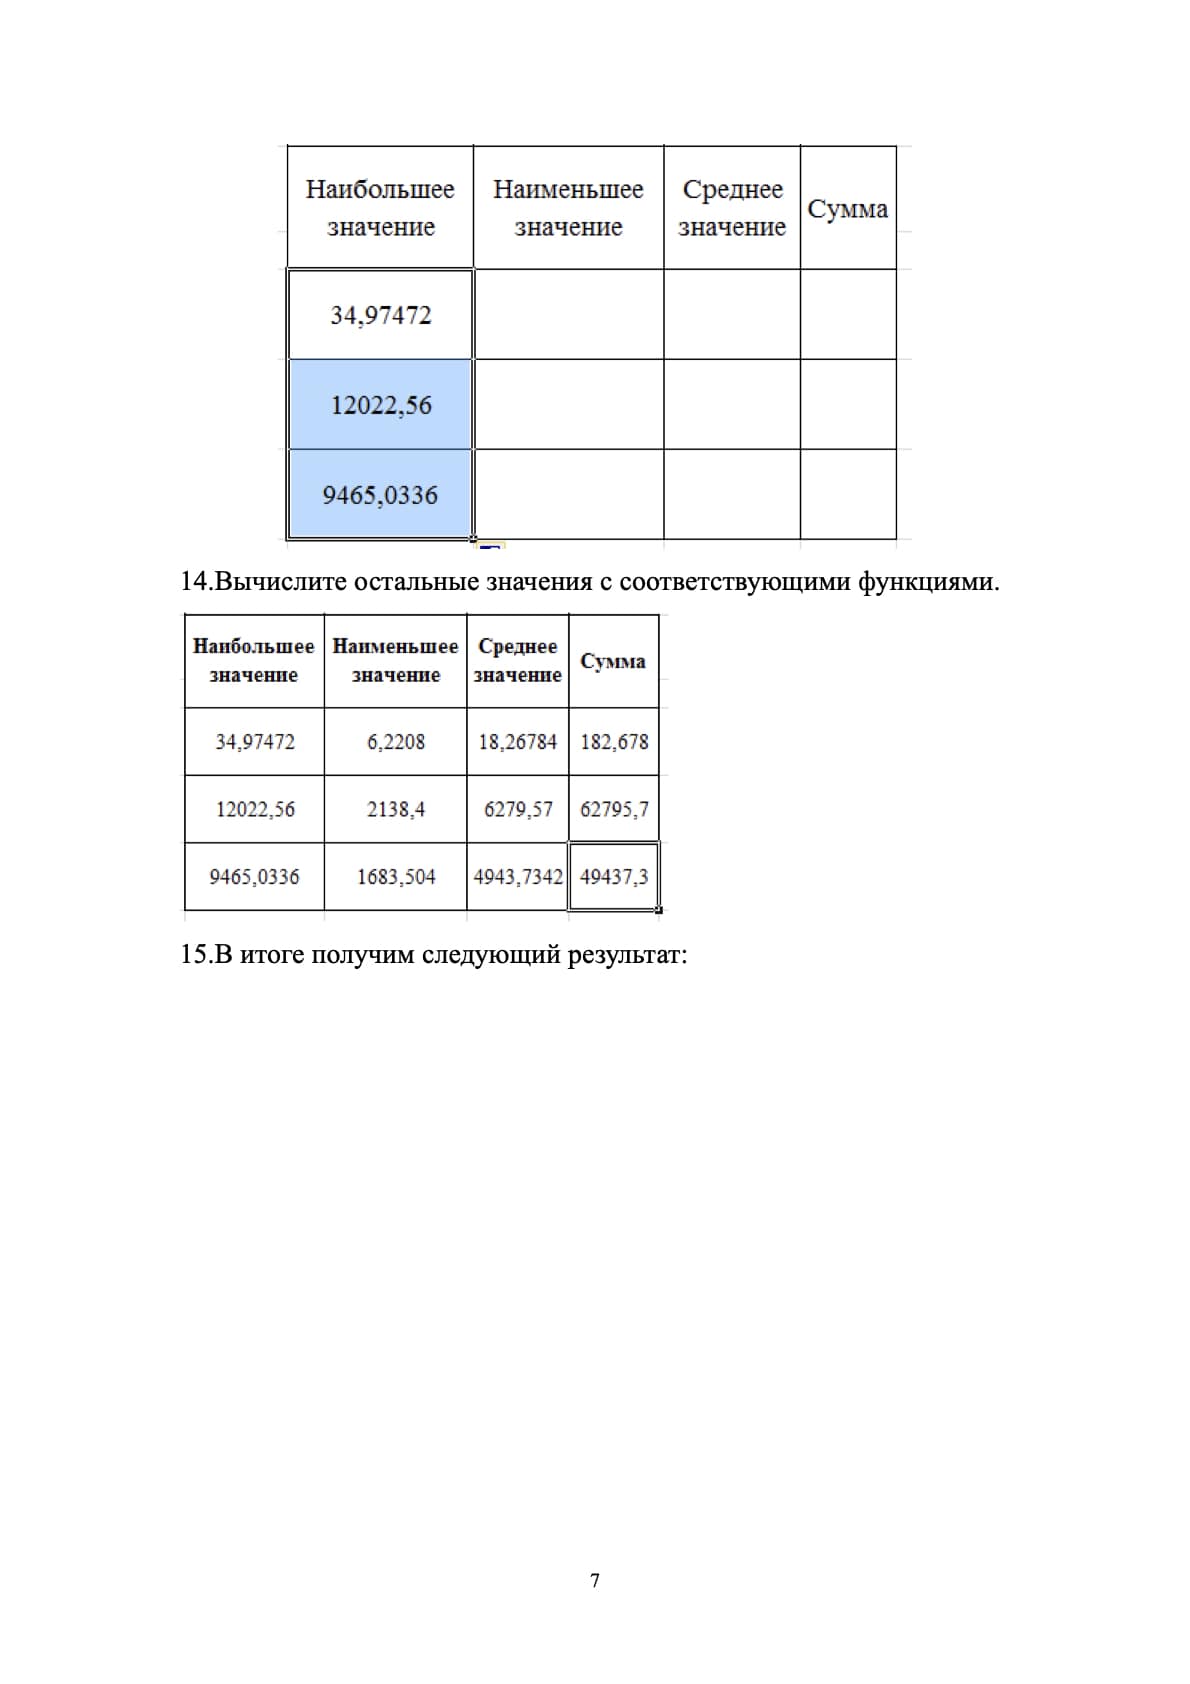 Наибольшее значение Наименьшее значение Среднее значение Сумма
34,97472
12022,56
9465,0336
14.Вычислите остальные значения с соответствующими функциями.
Наибольшее значение Наименьшее значение Среднее значение Сумма
34,97472 6,2208 18,26784 182,678
12022,56 2138,4 6279,57 62795,7
9465,0336 1683,504 4943,7342 49437,3
15.В итоге получим следующий результат:
7